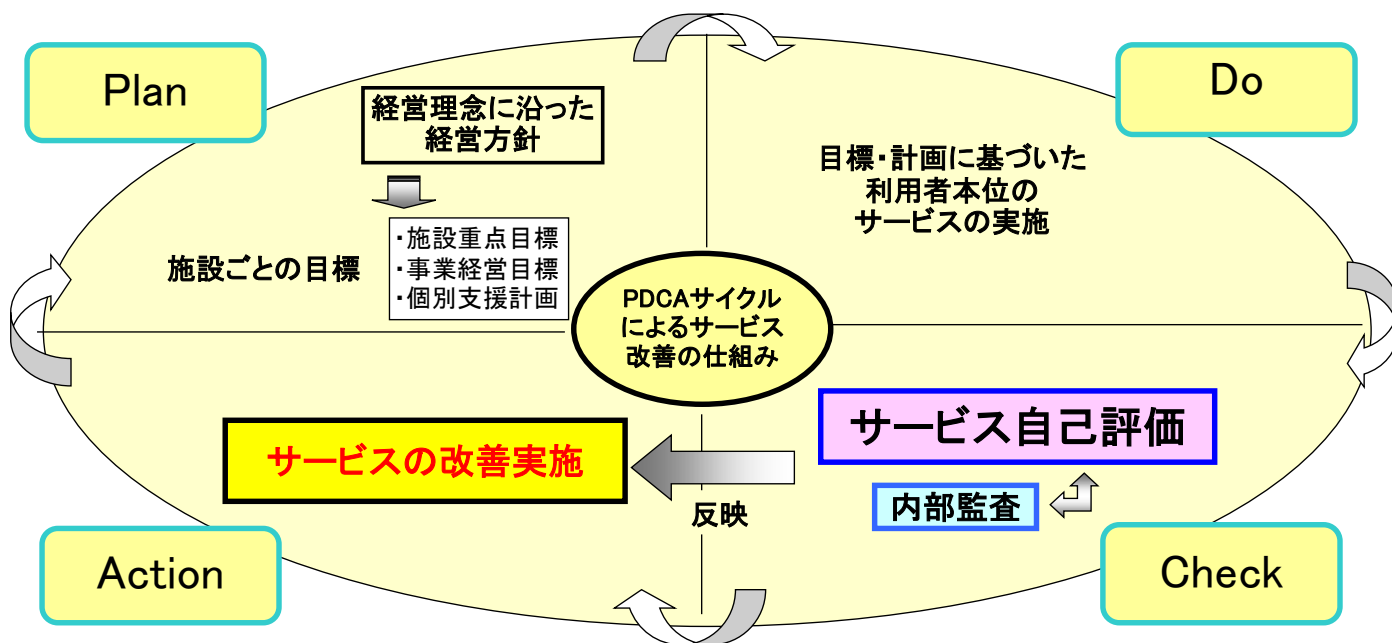 Plan
経営理念に沿った
経営方針
施設ごとの目標
・施設重点目標
・事業経営目標
・個別支援計画
Do
目標・計画に基づいた
利用者本位の
サービスの実施
PDCAサイクル
によるサービス
改善の仕組み
サービス自己評価
内部監査
Check
反映
サービスの改善実施
Action